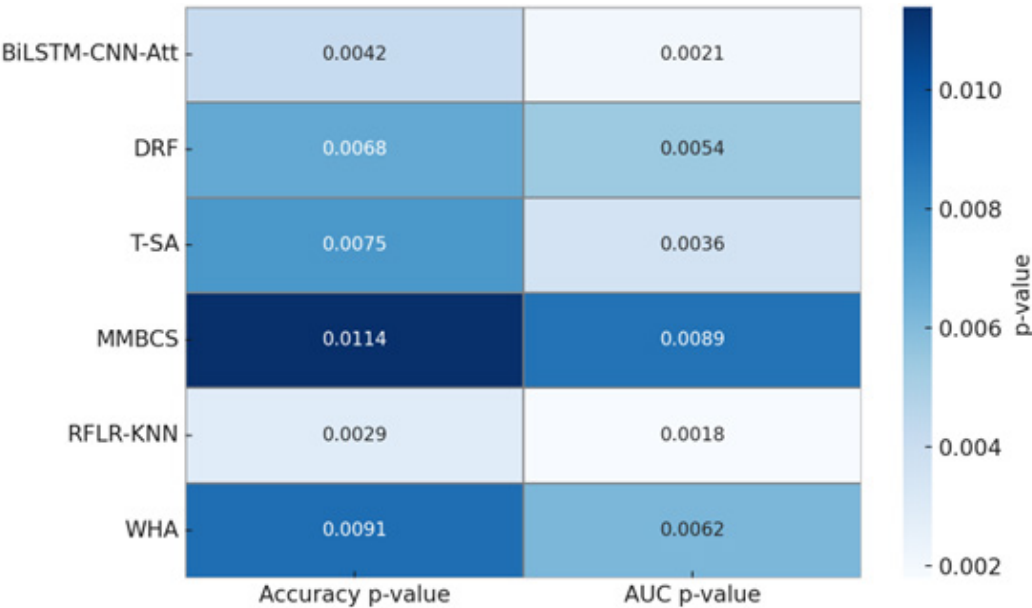 BiLSTM-CNN-Att 0.0042 0.0021
DRF 0.0068 0.0054
T-SA 0.0075 0.0036
MMBCS 0.0114 0.0089
RFLR-KNN 0.0029 0.0018
WHA 0.0091 0.0062
Accuracy p-value AUC p-value
0.010
0.008
0.006
0.004
0.002
p-value